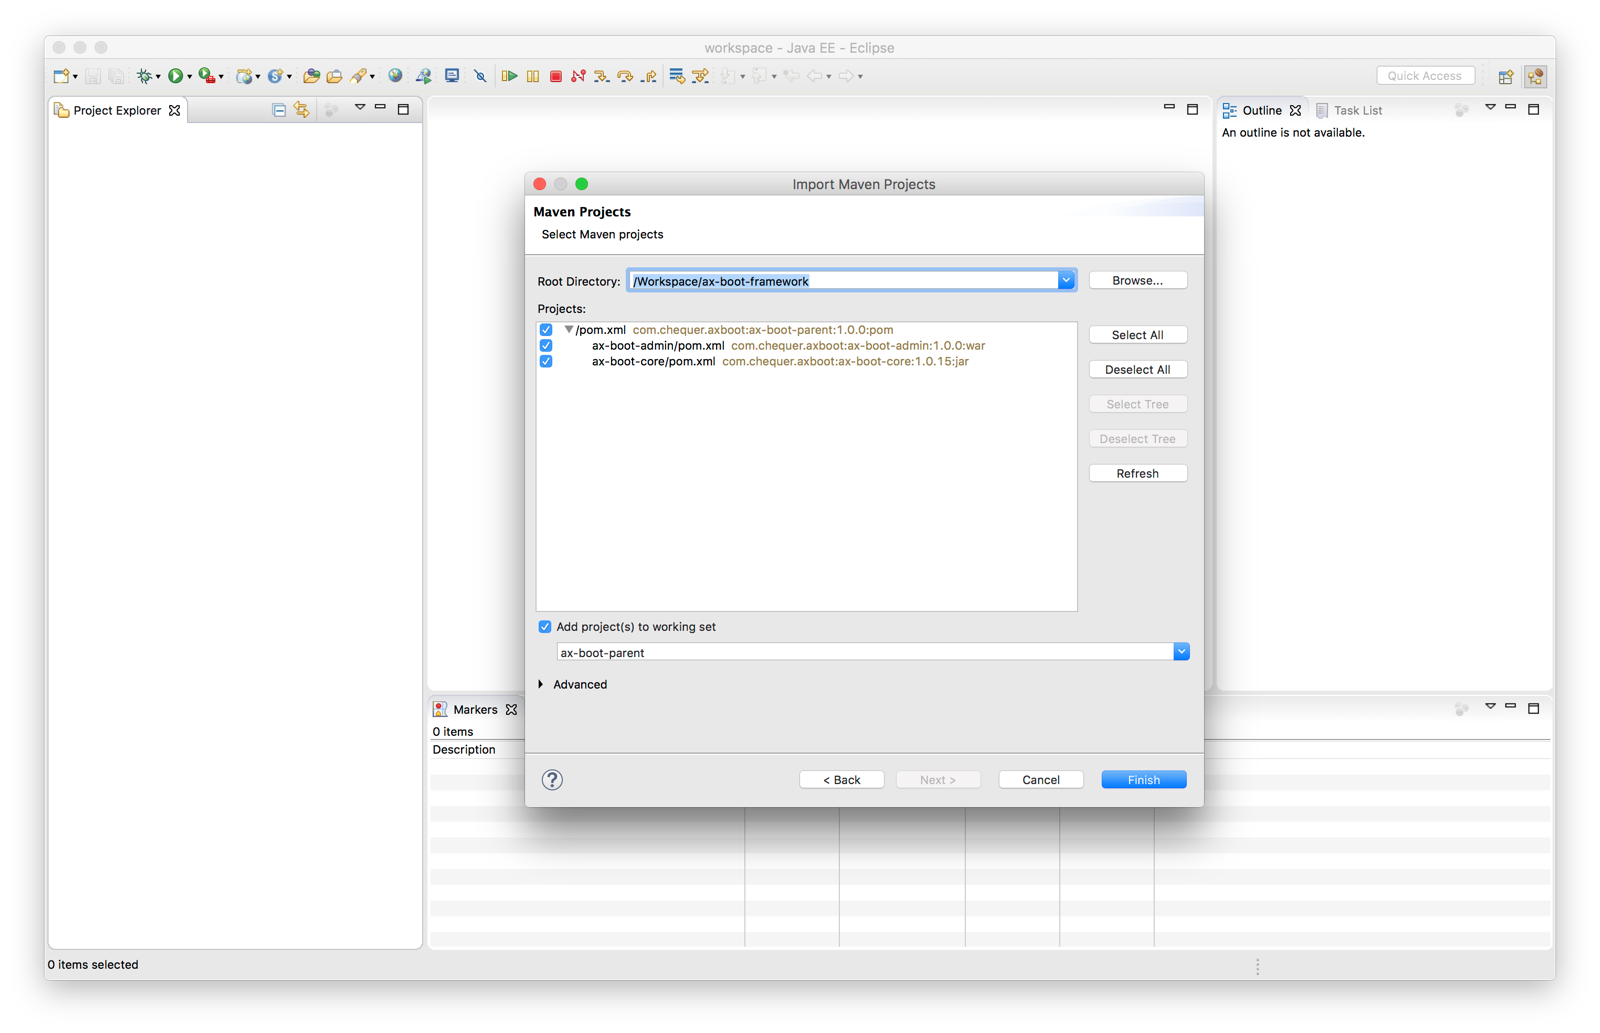 workspace - Java EE - Eclipse
Quick Access
Project Explorer
Outline
Task List
An outline is not available.
Import Maven Projects
Maven Projects
Select Maven projects
Root Directory: /Workspace/ax-boot-framework
Browse...
Projects:
/pom.xml com.chequer.axboot:ax-boot-parent:1.0.0:pom
ax-boot-admin/pom.xml com.chequer.axboot:ax-boot-admin:1.0.0:war
ax-boot-core/pom.xml com.chequer.axboot:ax-boot-core:1.0.15:jar
Select All
Deselect All
Select Tree
Deselect Tree
Refresh
Add project(s) to working set
ax-boot-parent
Advanced
Markers
0 items
Description
?
< Back
Next >
Cancel
Finish
0 items selected